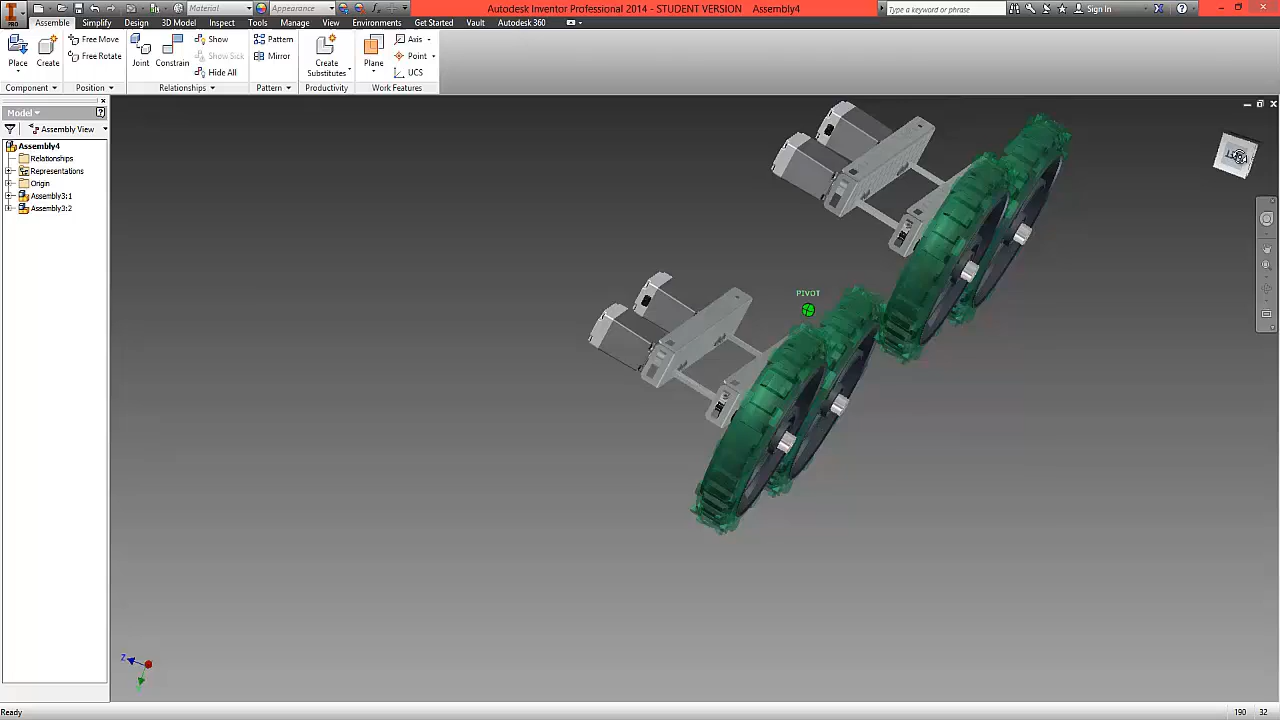 Material
Appearance
Autodesk Inventor Professional 2014 - STUDENT VERSION Assembly4
Type a keyword or phrase
Sign In
PRO
Assemble Simplify Design 3D Model Inspect Tools Manage Environments View Get Started Vault Autodesk 360
Place
Create
Free Move
Free Rotate
Joint
Constrain
Show
Show Sick
Hide All
Pattern
Mirror
Create
Substitutes
Plane
Axis
Point
UCS
Component
Position
Relationships
Pattern
Productivity
Work Features
Model
Assembly View
Assembly4
Relationships
Representations
Origin
Assembly3:1
Assembly3:2
PIVOT
Z
Ready
190 32